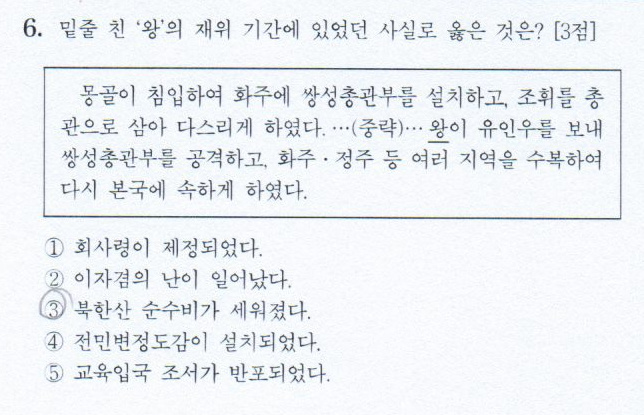 6. 밑줄 친 ‘왕’의 재위 기간에 있었던 사실로 옳은 것은? [3점]
몽골이 침입하여 화주에 쌍성총관부를 설치하고, 조휘를 총
관으로 삼아 다스리게 하였다. …(중략)… 왕이 유인우를 보내
쌍성총관부를 공격하고, 화주·정주 등 여러 지역을 수복하여
다시 본국에 속하게 하였다.
① 회사령이 제정되었다.
② 이자겸의 난이 일어났다.
③ 북한산 순수비가 세워졌다.
④ 전민변정도감이 설치되었다.
⑤ 교육입국 조서가 반포되었다.